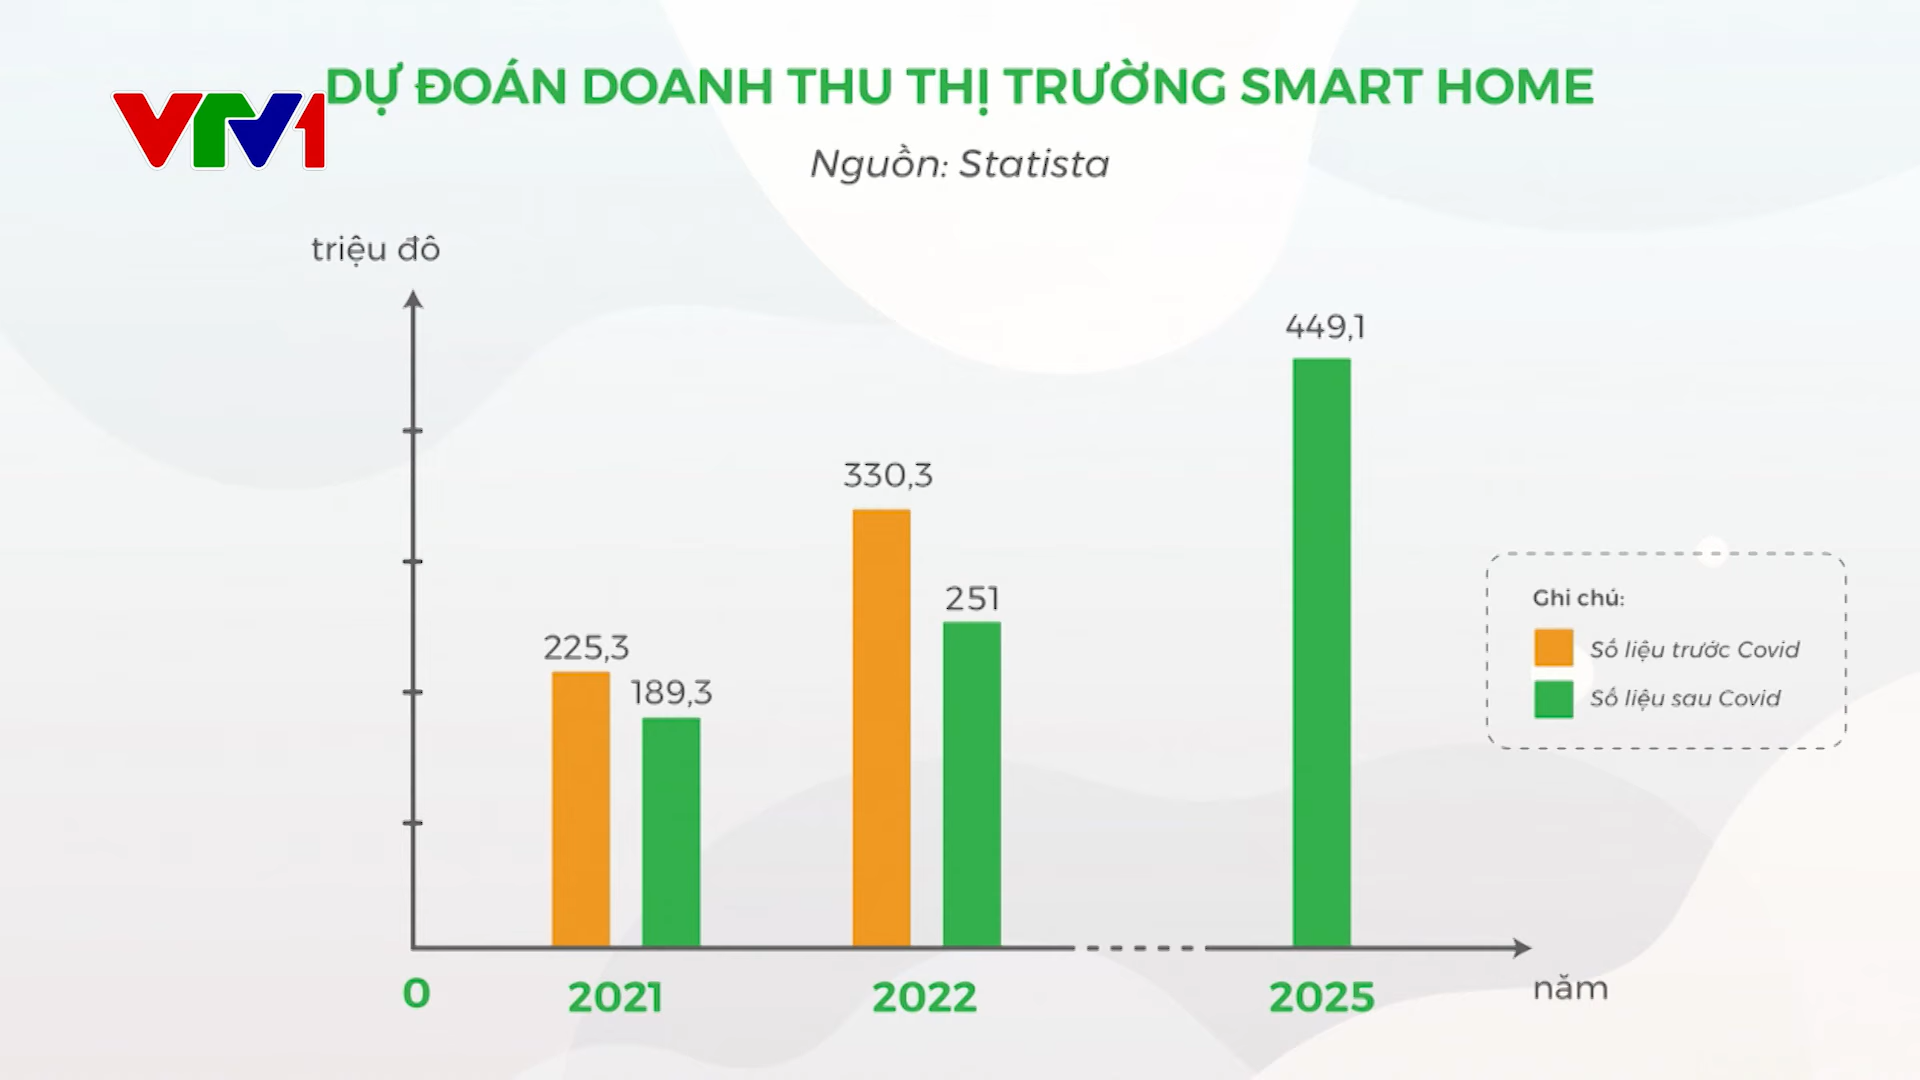 DỰ ĐOÁN DOANH THU THỊ TRƯỜNG SMART HOME
VTV1
Nguồn: Statista
triệu đô
449,1
330,3
251
225,3
189,3
Ghi chú:
Số liệu trước Covid
Số liệu sau Covid
0 2021 2022 2025 năm